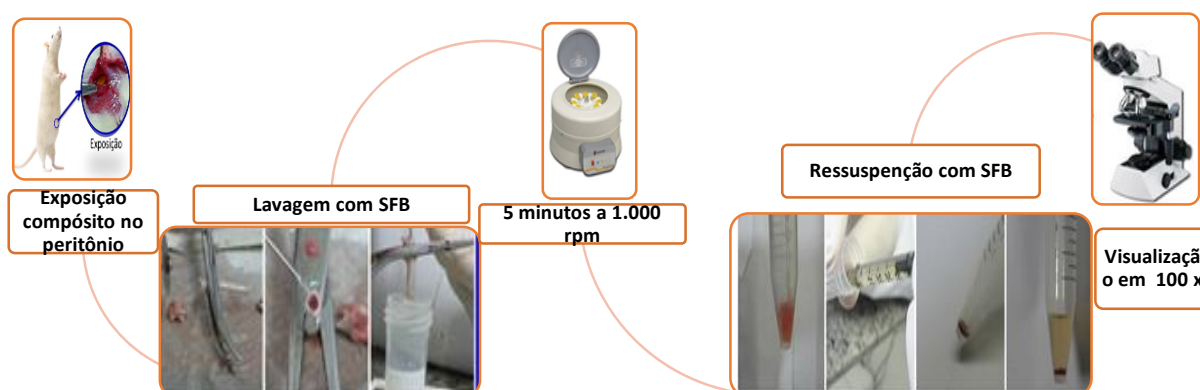 Exposição
Exposição
compósito no
peritônio
Lavagem com SFB
5 minutos a 1.000
rpm
Ressuspenção com SFB
Visualizaçã
o em 100 x